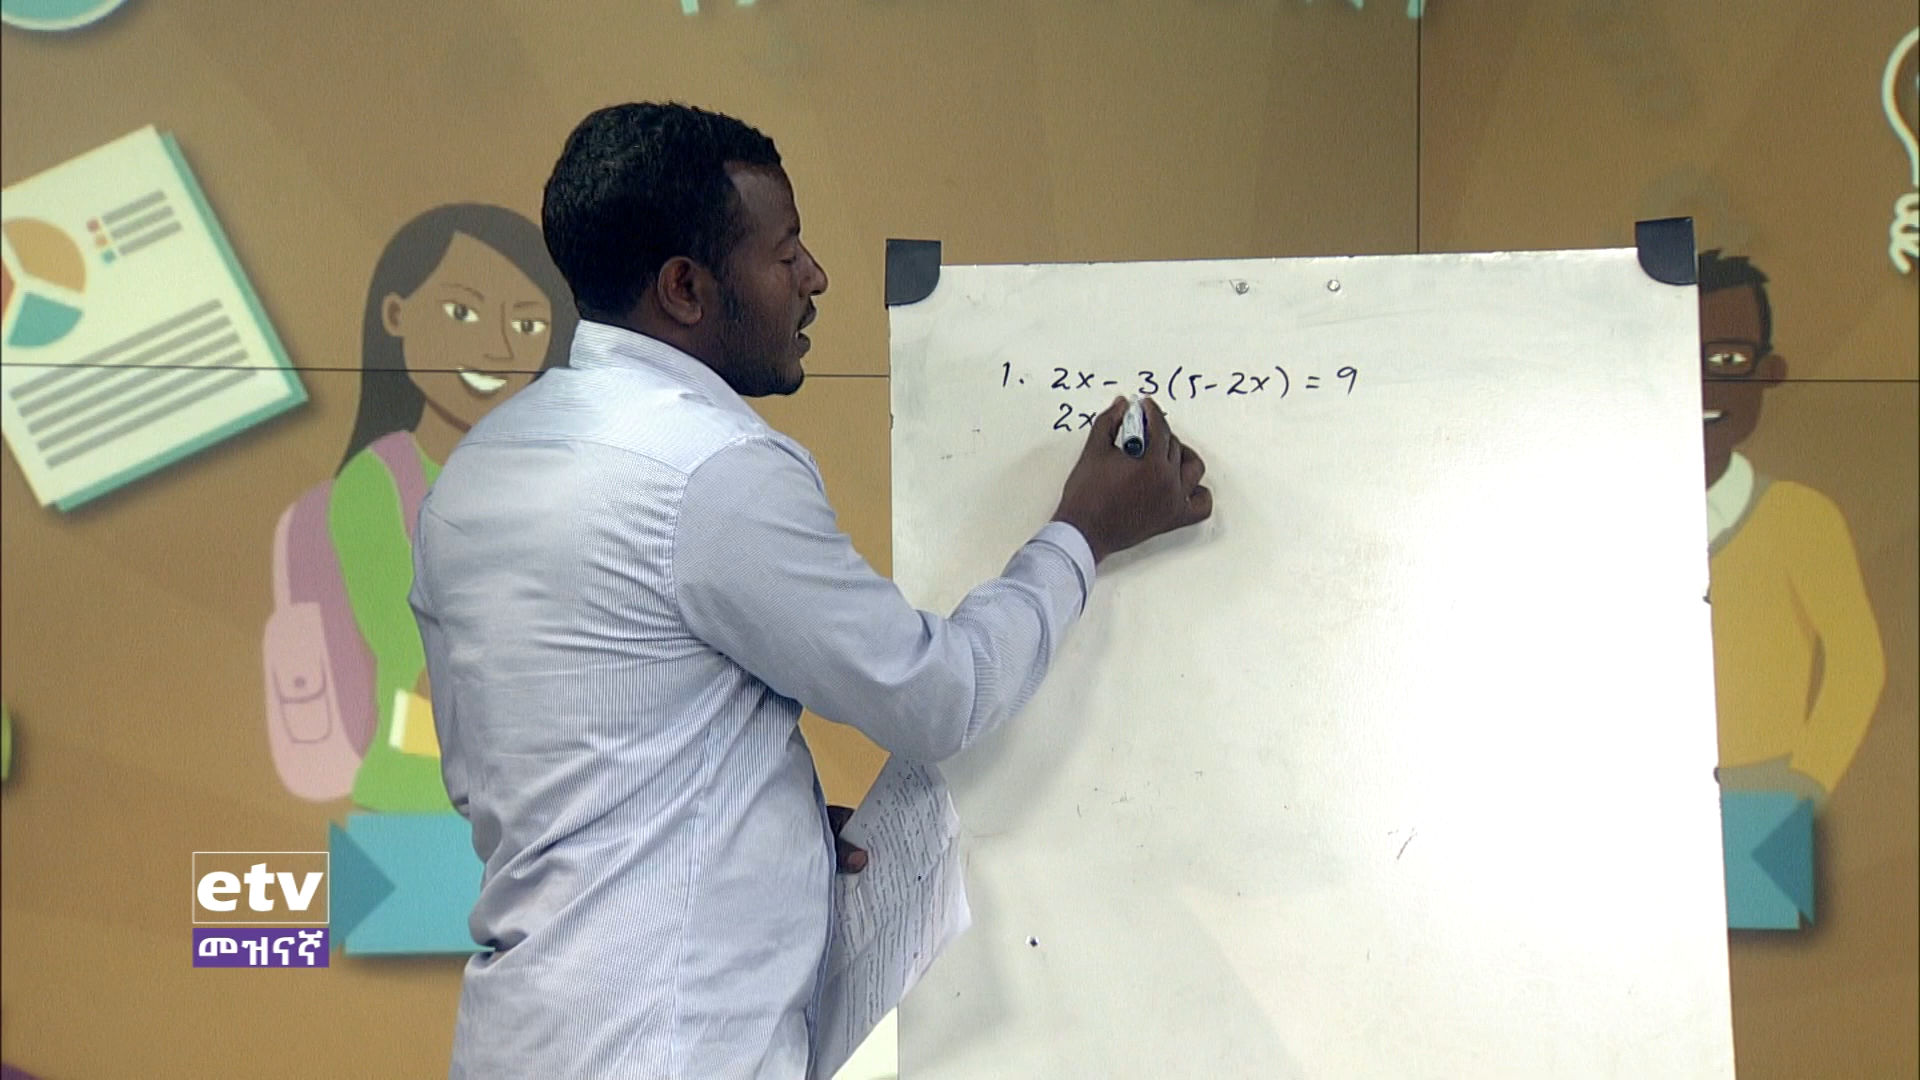 1. 2x - 3(5 - 2x) = 9
2x
etv
መዝናኛ